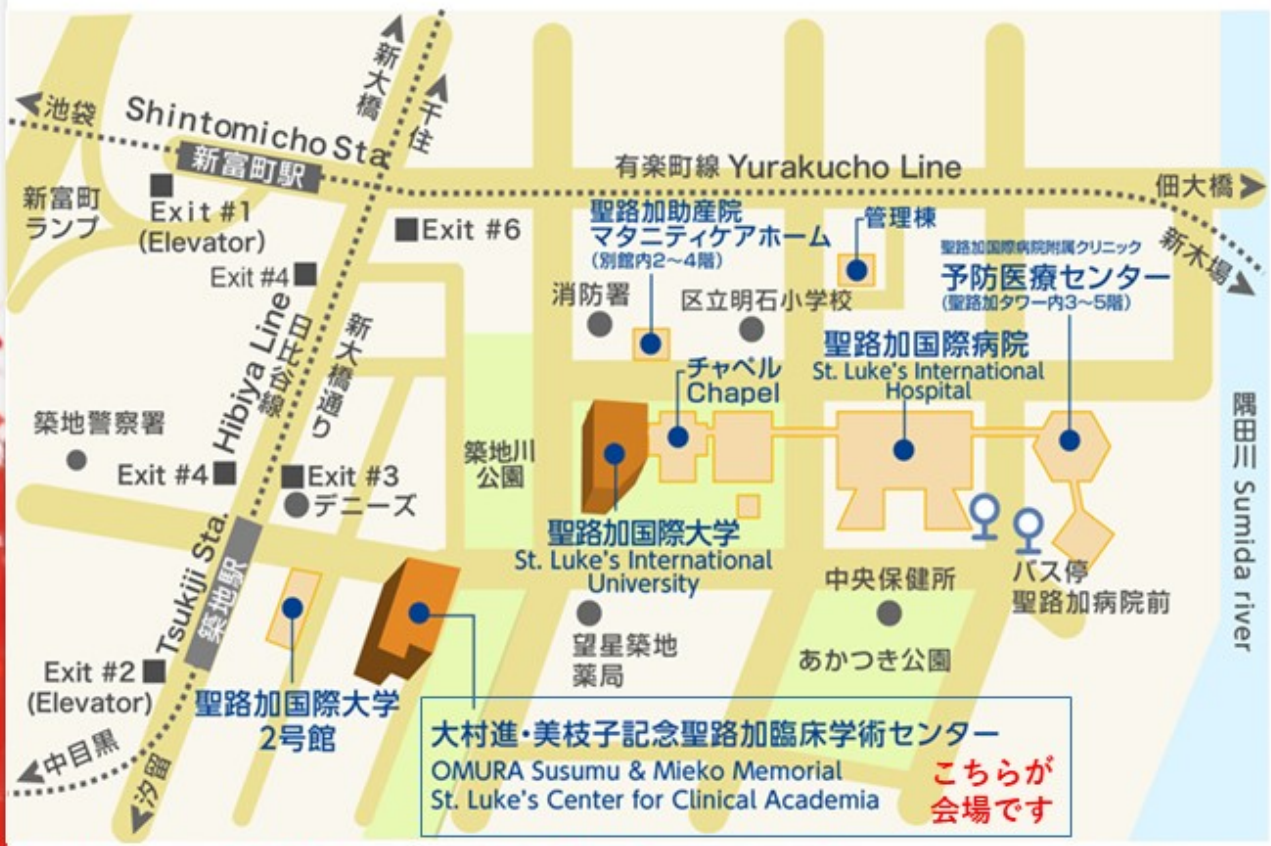 新大橋
千住
池袋
Shintomicho Sta.
新富町駅
有楽町線 Yurakucho Line
佃大橋
新木場
新富町
ランプ
Exit #1
(Elevator)
Exit #6
Exit #4
聖路加助産院
マタニティケアホーム
(別館内2〜4階)
管理棟
聖路加国際病院附属クリニック
予防医療センター
(聖路加タワー内3〜5階)
消防署
区立明石小学校
聖路加国際病院
St. Luke's International
Hospital
チャペル
Chapel
Hibiya Line
日比谷線
新大橋通り
築地警察署
Exit #4
Exit #3
デニーズ
築地川
公園
隅田川 Sumida river
聖路加国際大学
St. Luke's International
University
Tsukiji Sta.
築地駅
中央保健所
バス停
聖路加病院前
望星築地
薬局
あかつき公園
Exit #2
(Elevator)
聖路加国際大学
2号館
中目黒
汐留
大村進・美枝子記念聖路加臨床学術センター
OMURA Susumu & Mieko Memorial
St. Luke's Center for Clinical Academia
こちらが
会場です